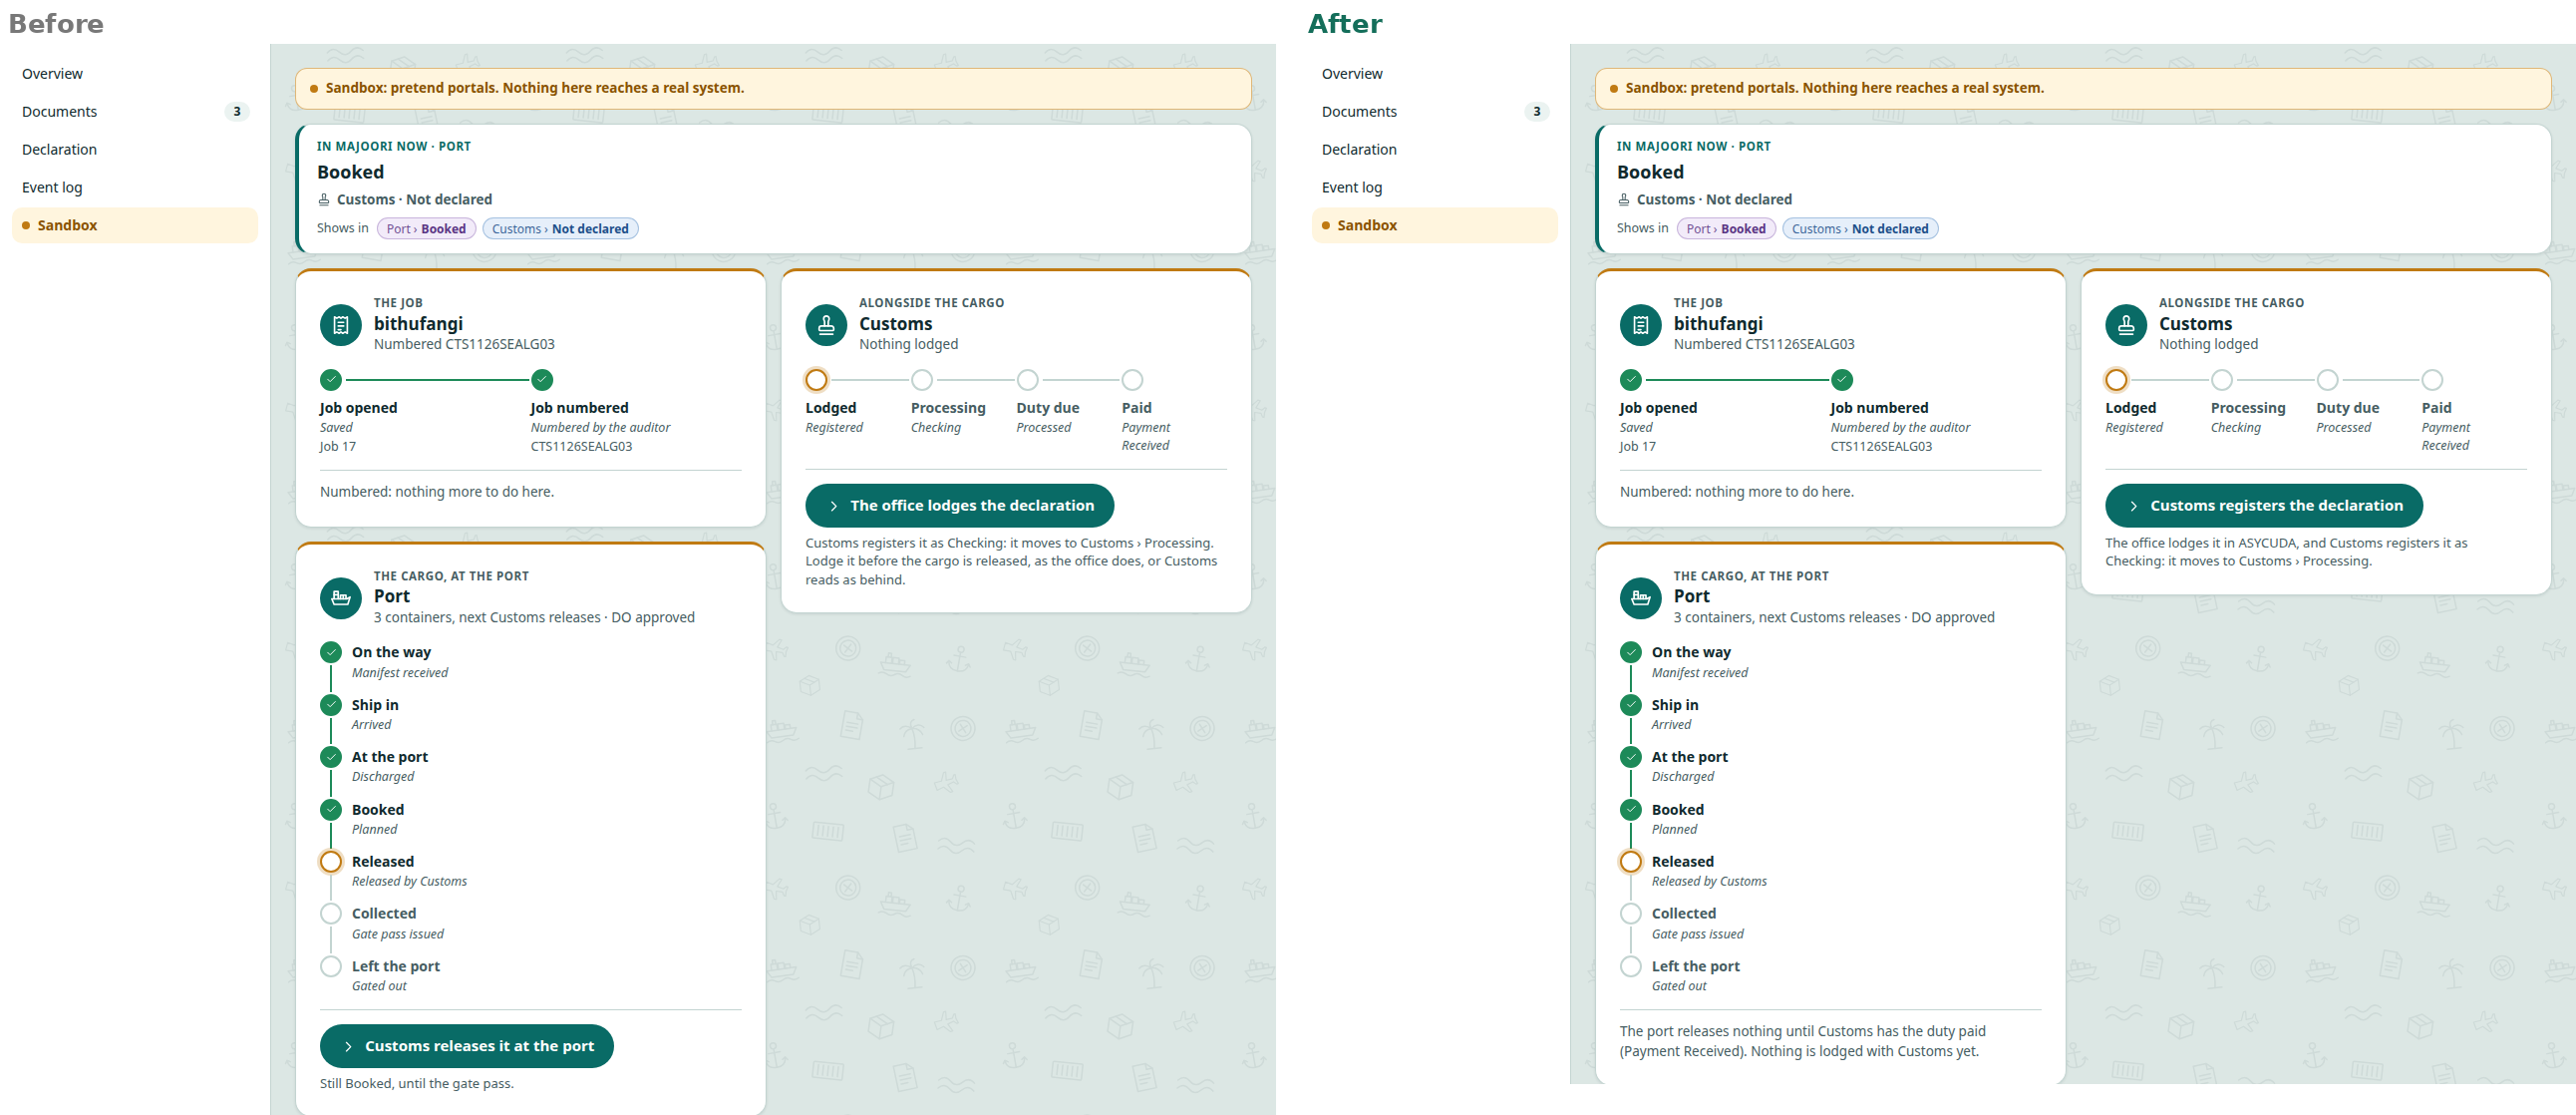 Before
Overview
Documents 3
Declaration
Event log
Sandbox
Sandbox: pretend portals. Nothing here reaches a real system.
IN MAJOORI NOW · PORT
Booked
Customs · Not declared
Shows in Port › Booked Customs › Not declared
THE JOB
bithufangi
Numbered CTS1126SEALG03
Job opened
Saved
Job 17
Job numbered
Numbered by the auditor
CTS1126SEALG03
Numbered: nothing more to do here.
ALONGSIDE THE CARGO
Customs
Nothing lodged
Lodged
Registered
Processing
Checking
Duty due
Processed
Paid
Payment
Received
The office lodges the declaration
Customs registers it as Checking: it moves to Customs › Processing.
Lodge it before the cargo is released, as the office does, or Customs
reads as behind.
THE CARGO, AT THE PORT
Port
3 containers, next Customs releases · DO approved
On the way
Manifest received
Ship in
Arrived
At the port
Discharged
Booked
Planned
Released
Released by Customs
Collected
Gate pass issued
Left the port
Gated out
Customs releases it at the port
Still Booked, until the gate pass.
After
Overview
Documents 3
Declaration
Event log
Sandbox
Sandbox: pretend portals. Nothing here reaches a real system.
IN MAJOORI NOW · PORT
Booked
Customs · Not declared
Shows in Port › Booked Customs › Not declared
THE JOB
bithufangi
Numbered CTS1126SEALG03
Job opened
Saved
Job 17
Job numbered
Numbered by the auditor
CTS1126SEALG03
Numbered: nothing more to do here.
ALONGSIDE THE CARGO
Customs
Nothing lodged
Lodged
Registered
Processing
Checking
Duty due
Processed
Paid
Payment
Received
Customs registers the declaration
The office lodges it in ASYCUDA, and Customs registers it as
Checking: it moves to Customs › Processing.
THE CARGO, AT THE PORT
Port
3 containers, next Customs releases · DO approved
On the way
Manifest received
Ship in
Arrived
At the port
Discharged
Booked
Planned
Released
Released by Customs
Collected
Gate pass issued
Left the port
Gated out
The port releases nothing until Customs has the duty paid
(Payment Received). Nothing is lodged with Customs yet.